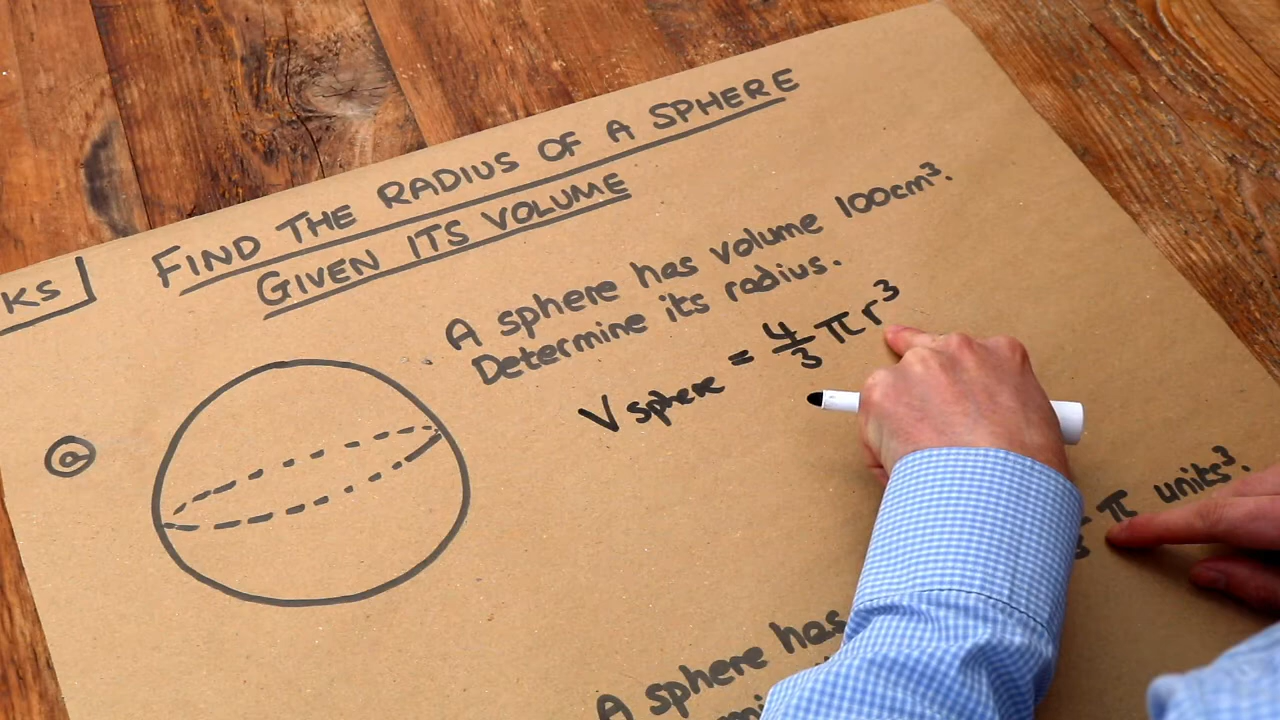 KS
FIND THE RADIUS OF A SPHERE
GIVEN ITS VOLUME
A sphere has volume 100cm³.
Determine its radius.
V sphere = 4/3 πr³
a
π units³.
A sphere has